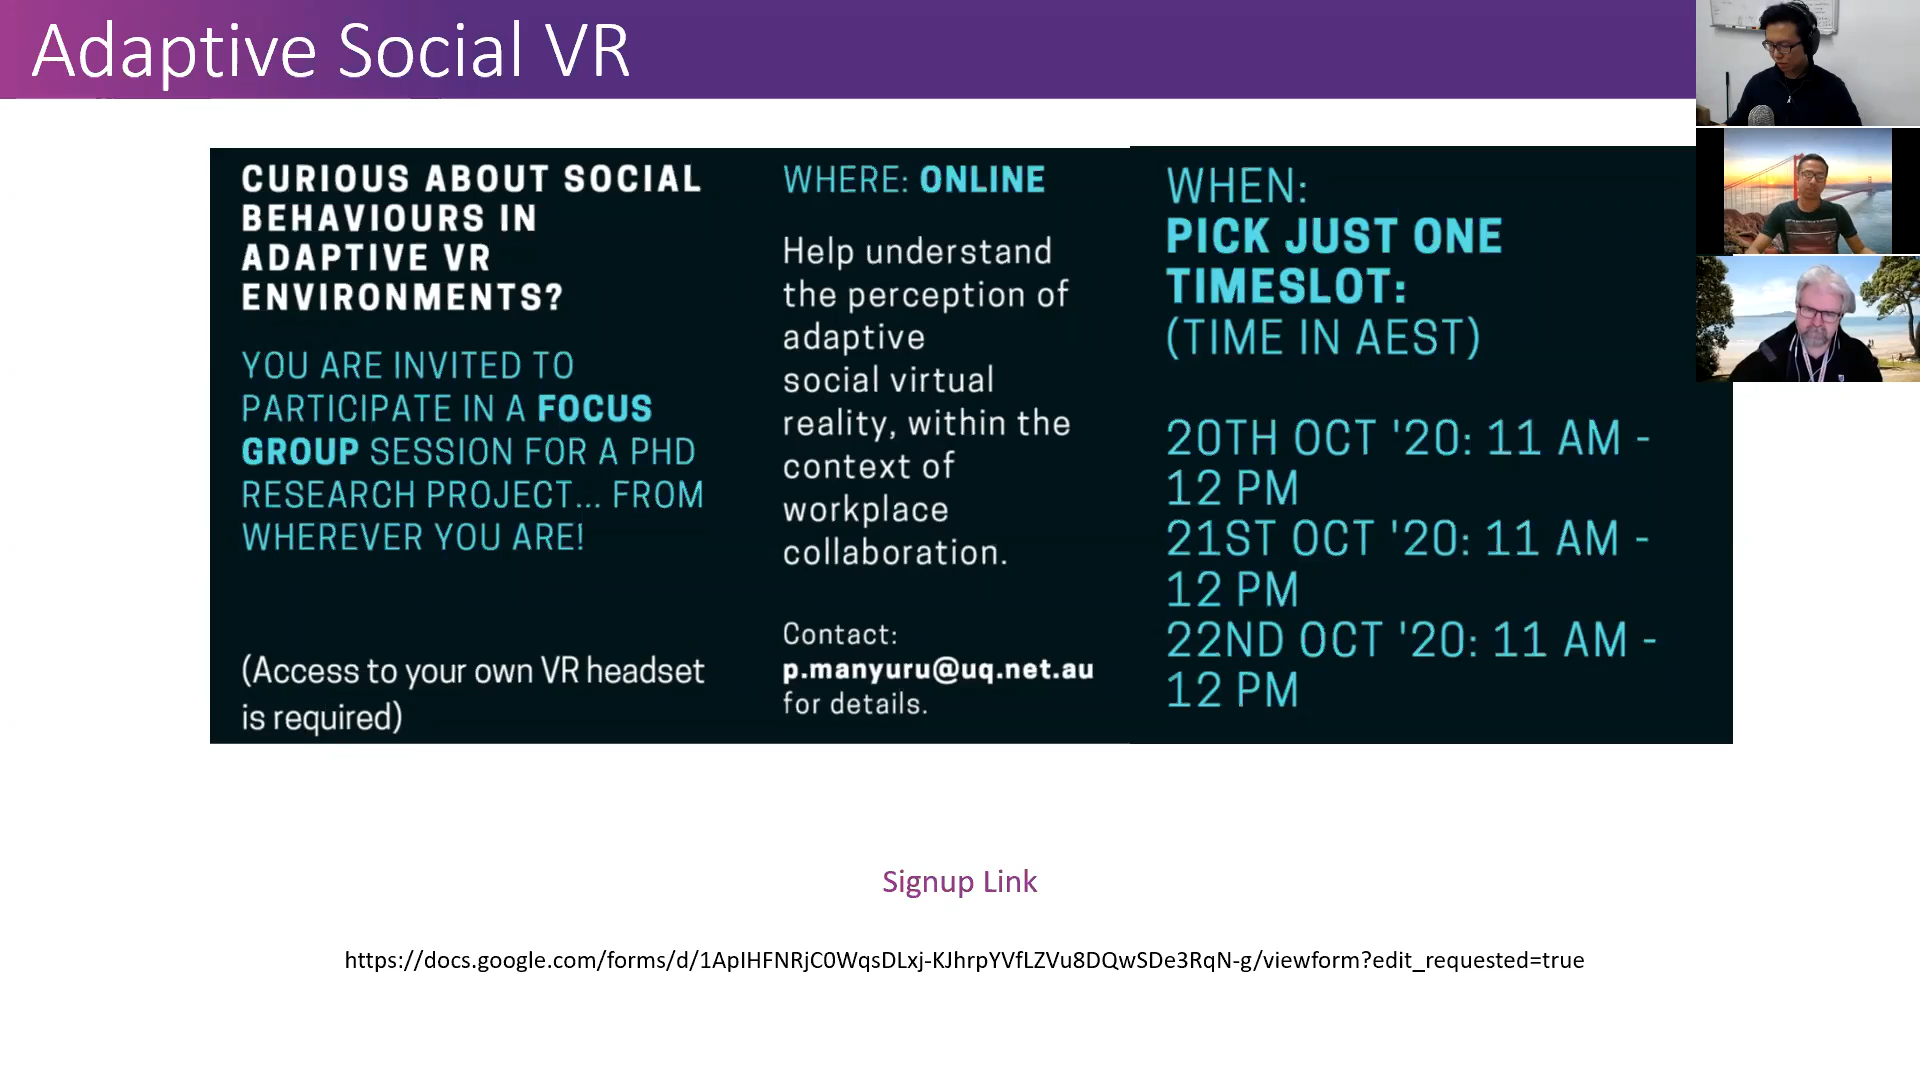 Adaptive Social VR
CURIOUS ABOUT SOCIAL
BEHAVIOURS IN
ADAPTIVE VR
ENVIRONMENTS?
YOU ARE INVITED TO
PARTICIPATE IN A FOCUS
GROUP SESSION FOR A PHD
RESEARCH PROJECT... FROM
WHEREVER YOU ARE!
(Access to your own VR headset
is required)
WHERE: ONLINE
Help understand
the perception of
adaptive
social virtual
reality, within the
context of
workplace
collaboration.
Contact:
p.manyuru@uq.net.au
for details.
WHEN:
PICK JUST ONE
TIMESLOT:
(TIME IN AEST)
20TH OCT '20: 11 AM -
12 PM
21ST OCT '20: 11 AM -
12 PM
22ND OCT '20: 11 AM -
12 PM
Signup Link
https://docs.google.com/forms/d/1ApIHFNRjC0WqsDLxj-KJhrpYVfLZVu8DQwSDe3RqN-g/viewform?edit_requested=true